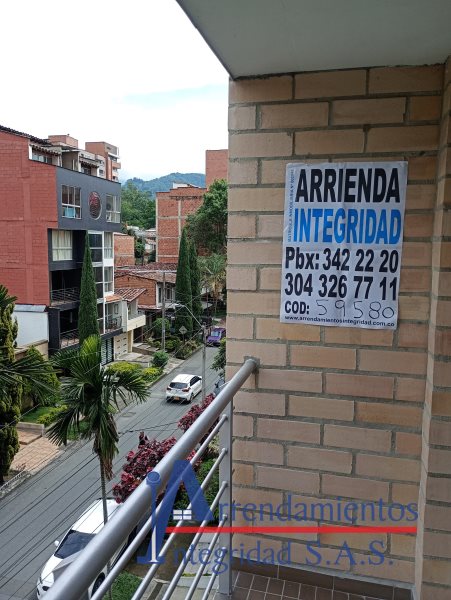 ARRIENDA
INTEGRIDAD
Pbx: 342 22 20
304 326 77 11
COD: 59580
www.arrendamientosintegridad.com.co
Arrendamientos
Integridad S.A.S.